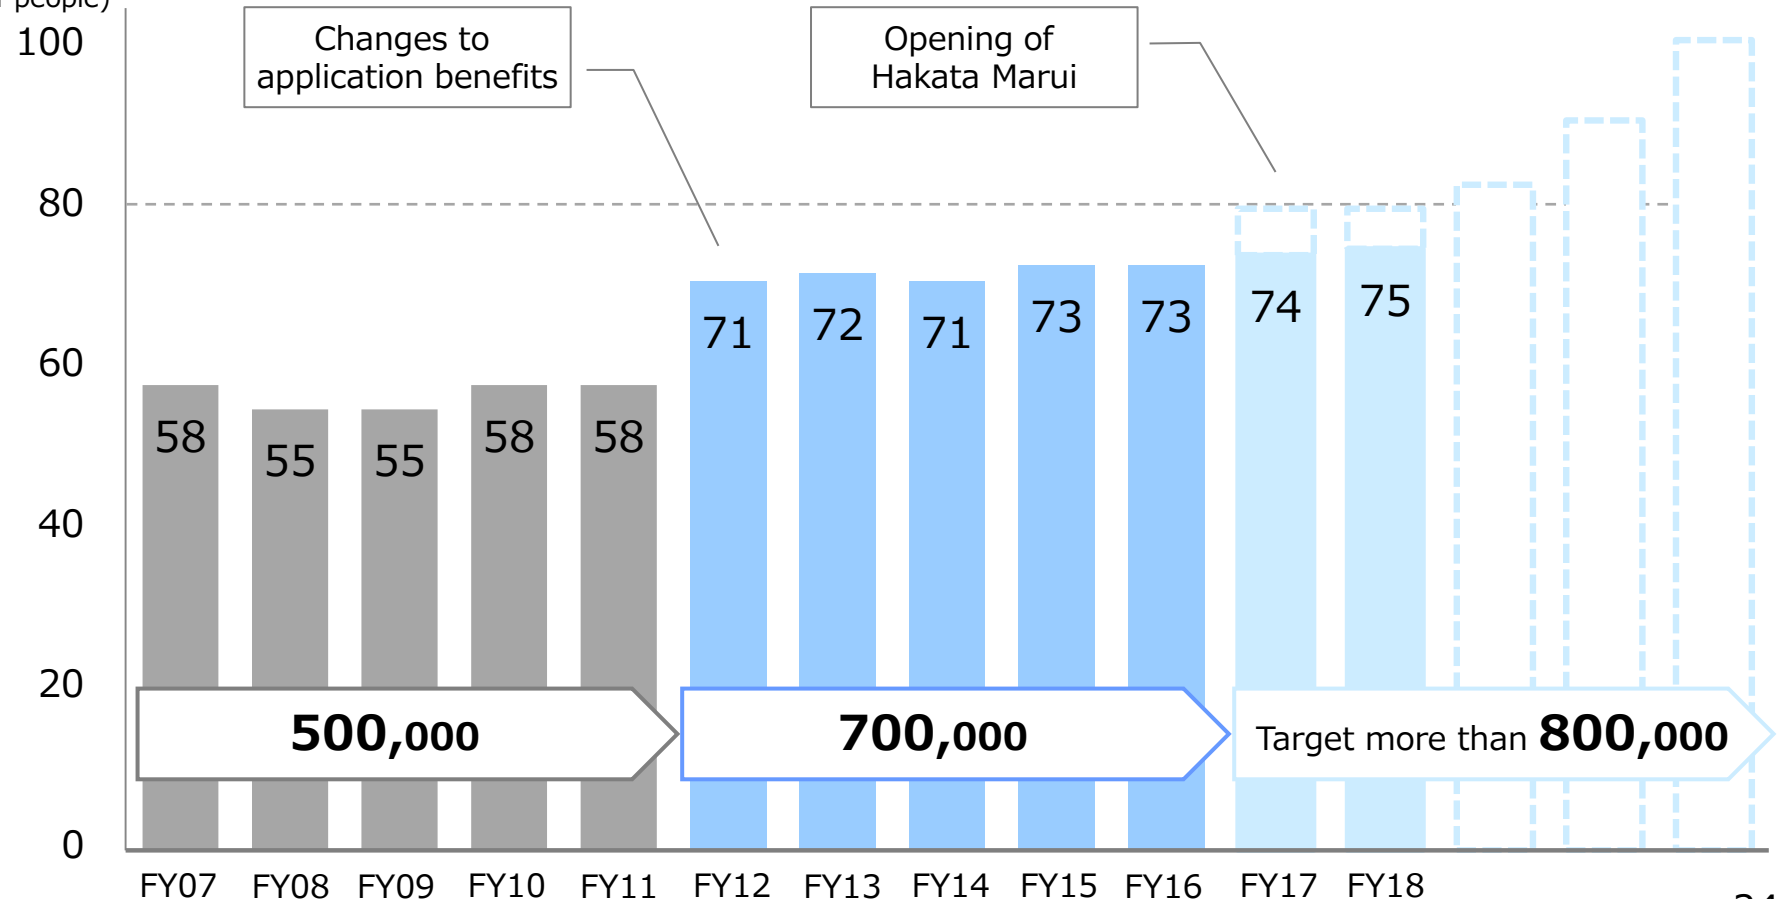 people)
100
Changes to
application benefits
Opening of
Hakata Marui
80
60
40
20
0
58
55
55
58
58
71
72
71
73
73
74
75
500,000
700,000
Target more than 800,000
FY07 FY08 FY09 FY10 FY11 FY12 FY13 FY14 FY15 FY16 FY17 FY18